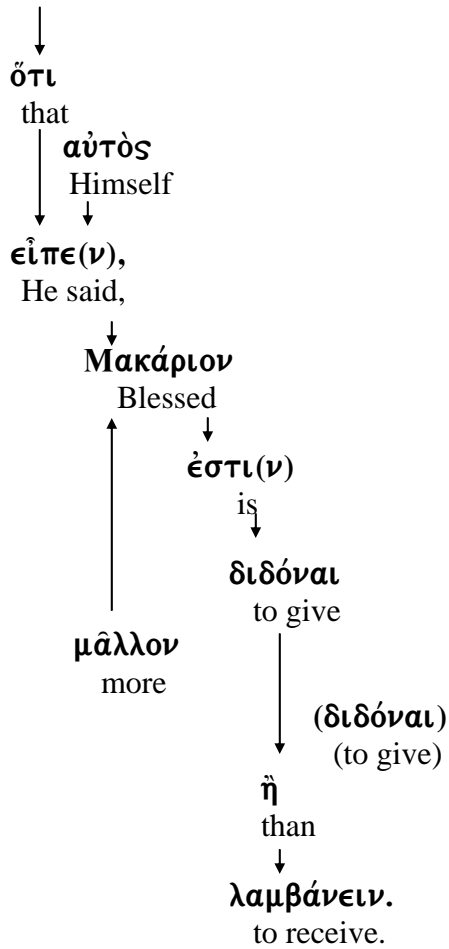 ὅτι
that
αὐτὸς
Himself
εἶπε(ν),
He said,
Μακάριον
Blessed
ἐστι(ν)
is
διδόναι
to give
μᾶλλον
more
(διδόναι)
(to give)
ἢ
than
λαμβάνειν.
to receive.